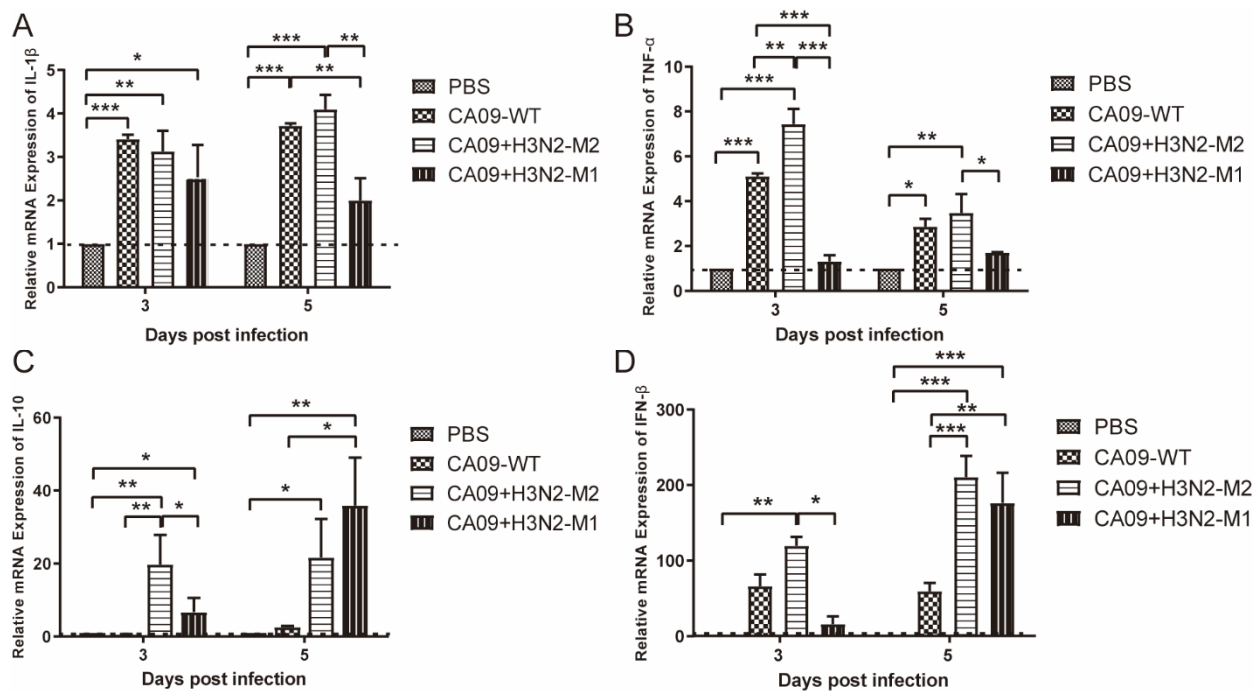 A
Relative mRNA Expression of IL-1β
5
4
3
2
1
0
*
**
***
***
**
***
**
3
5
Days post infection
PBS
CA09-WT
CA09+H3N2-M2
CA09+H3N2-M1
B
Relative mRNA Expression of TNF-α
10
8
6
4
2
0
***
**
***
***
***
**
*
*
3
5
Days post infection
PBS
CA09-WT
CA09+H3N2-M2
CA09+H3N2-M1
C
Relative mRNA Expression of IL-10
60
40
20
0
*
**
**
*
**
*
*
3
5
Days post infection
PBS
CA09-WT
CA09+H3N2-M2
CA09+H3N2-M1
D
Relative mRNA Expression of IFN-β
300
200
100
0
**
*
***
***
**
***
3
5
Days post infection
PBS
CA09-WT
CA09+H3N2-M2
CA09+H3N2-M1